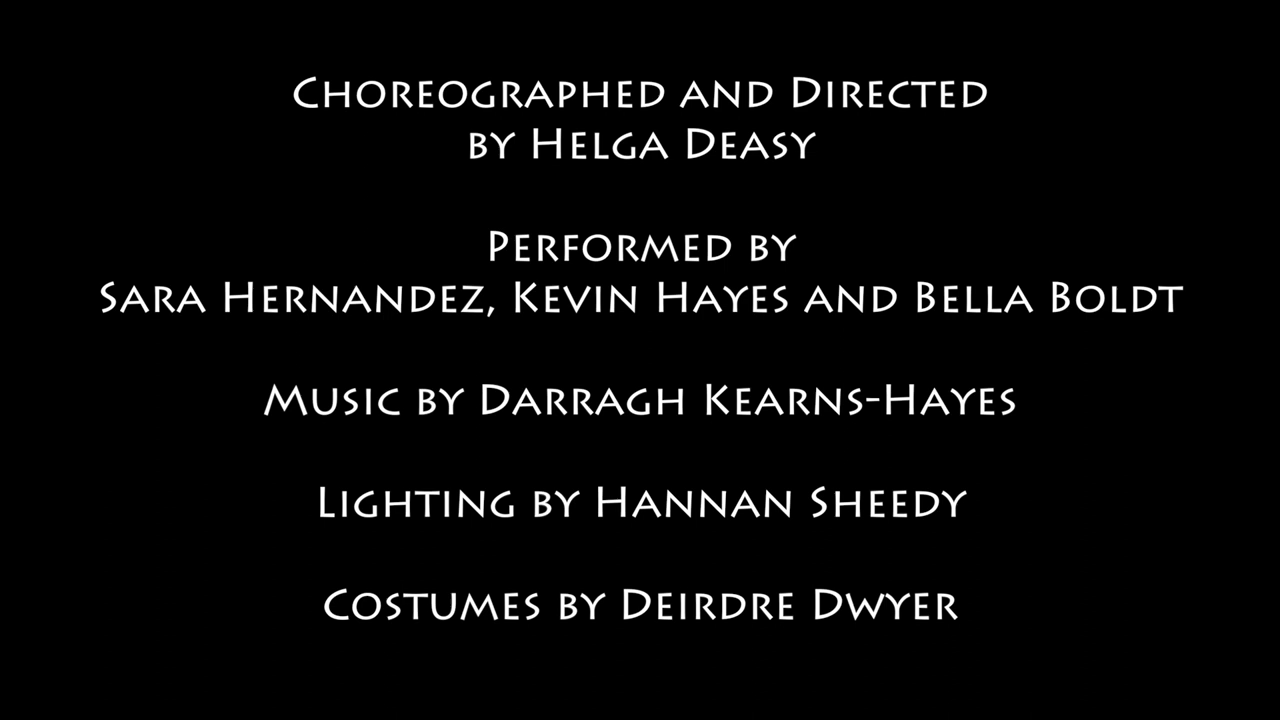 Choreographed and Directed
by Helga Deasy
Performed by
Sara Hernandez, Kevin Hayes and Bella Boldt
Music by Darragh Kearns-Hayes
Lighting by Hannan Sheedy
Costumes by Deirdre Dwyer